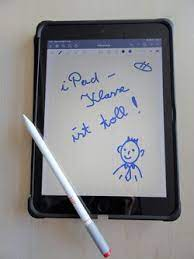 iPad -
Klasse
ist toll!